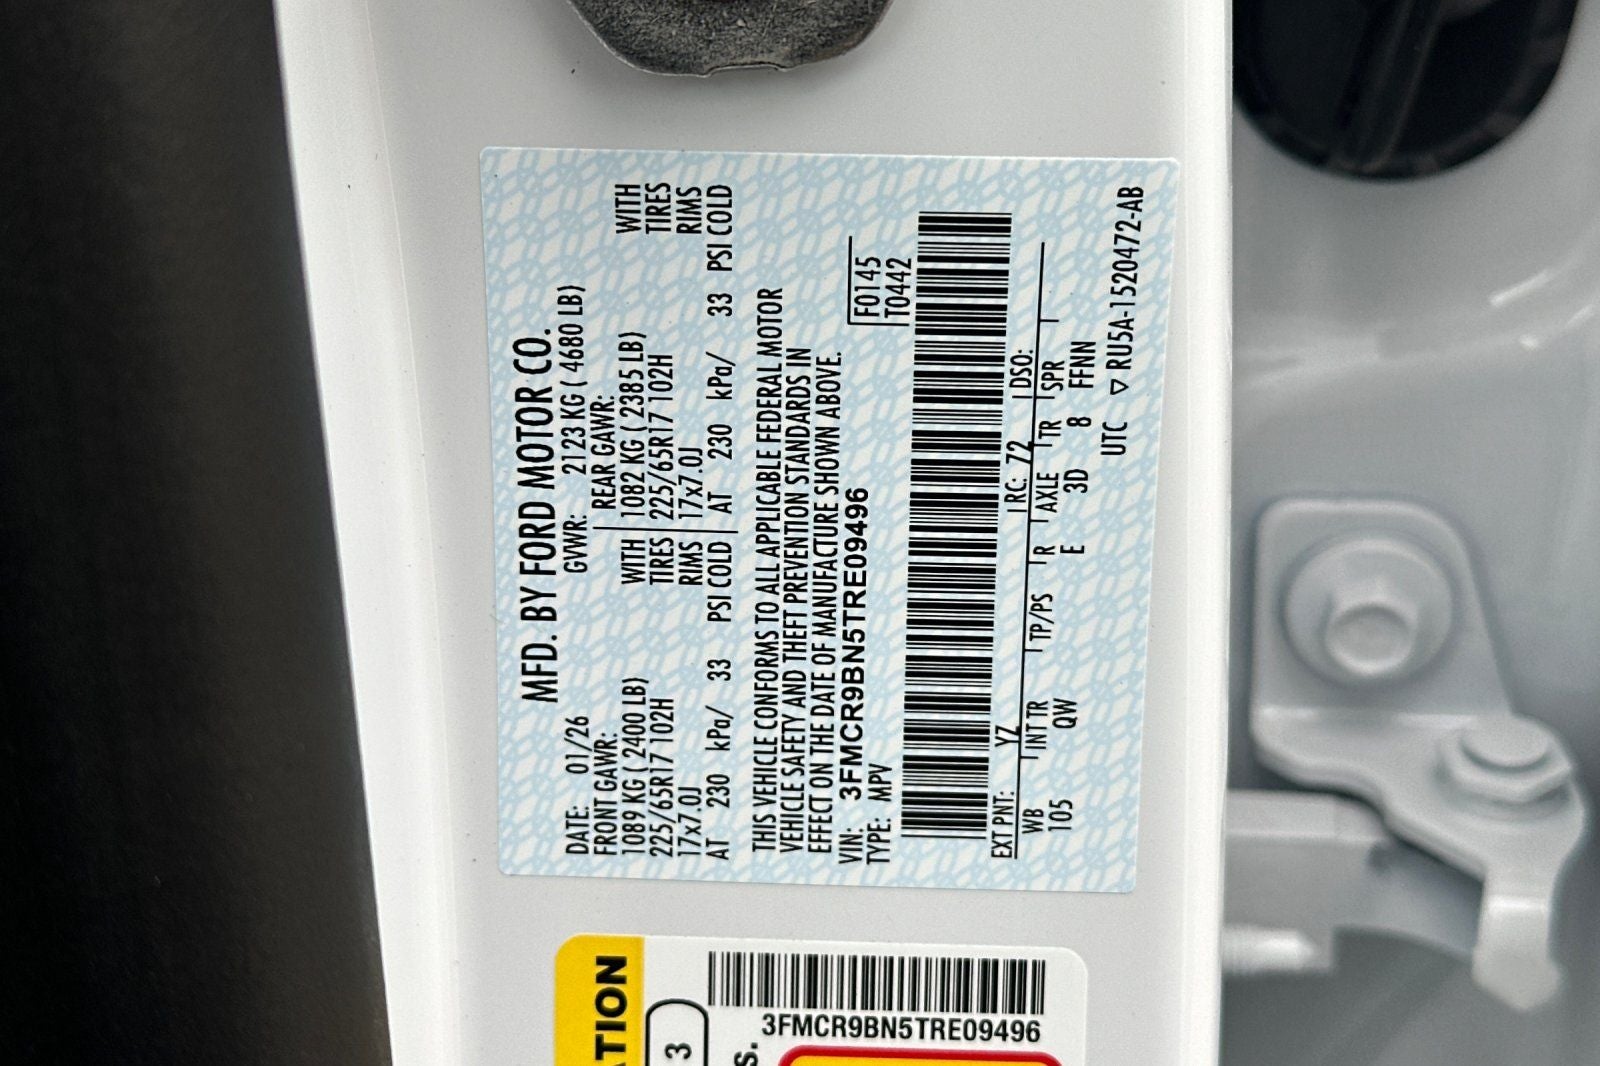 MFD. BY FORD MOTOR CO.
DATE: 01/26 GVWR: 2123 KG ( 4680 LB)
FRONT GAWR: REAR GAWR:
1089 KG ( 2400 LB) WITH 1082 KG ( 2385 LB) WITH
225/65R17 102H TIRES 225/65R17 102H TIRES
17x7.0J RIMS 17x7.0J RIMS
AT 230 kPa/ 33 PSI COLD AT 230 kPa/ 33 PSI COLD
THIS VEHICLE CONFORMS TO ALL APPLICABLE FEDERAL MOTOR
VEHICLE SAFETY AND THEFT PREVENTION STANDARDS IN
EFFECT ON THE DATE OF MANUFACTURE SHOWN ABOVE.
VIN: 3FMCR9BN5TRE09496 F0145
TYPE: MPV T0442
EXT PNT: YZ RC: 72 DSO:
WB INT TR TP/PS R AXLE TR SPR
105 QW E 3D 8 FFNN
UTC ▽ RU5A-1520472-AB
ATION
3
s.
3FMCR9BN5TRE09496